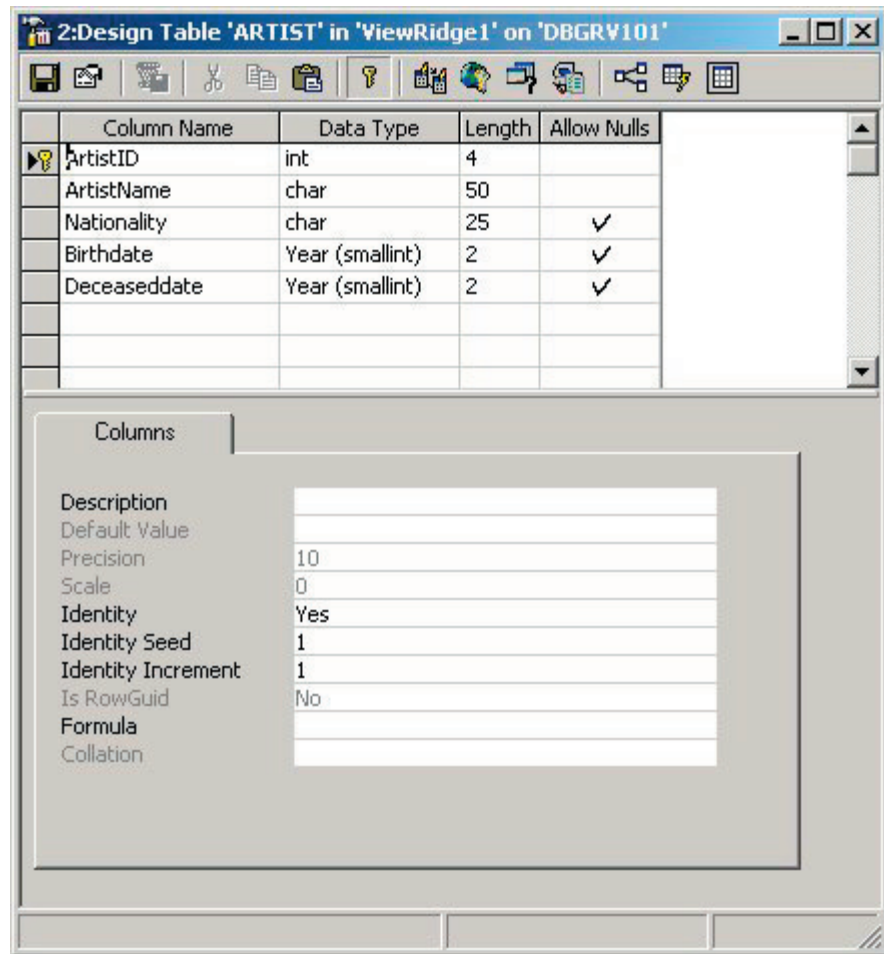 2:Design Table 'ARTIST' in 'ViewRidge1' on 'DBGRV101'
Column Name Data Type Length Allow Nulls
ArtistID int 4
ArtistName char 50
Nationality char 25
Birthdate Year (smallint) 2
Deceaseddate Year (smallint) 2
Columns
Description
Default Value
Precision 10
Scale 0
Identity Yes
Identity Seed 1
Identity Increment 1
Is RowGuid No
Formula
Collation